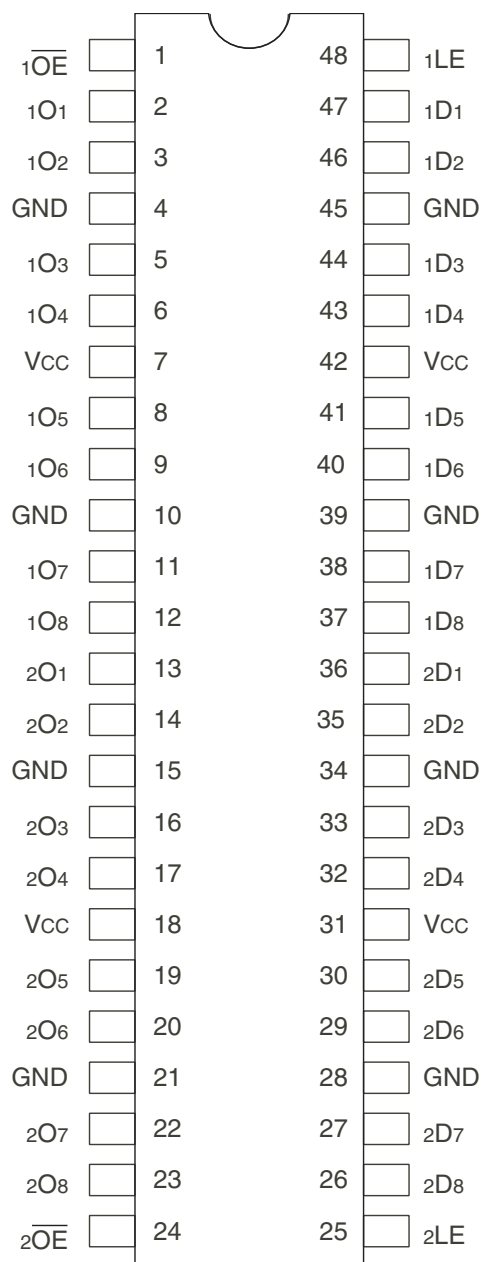 1O̅E̅ 1 48 1LE
1O1 2 47 1D1
1O2 3 46 1D2
GND 4 45 GND
1O3 5 44 1D3
1O4 6 43 1D4
VCC 7 42 VCC
1O5 8 41 1D5
1O6 9 40 1D6
GND 10 39 GND
1O7 11 38 1D7
1O8 12 37 1D8
2O1 13 36 2D1
2O2 14 35 2D2
GND 15 34 GND
2O3 16 33 2D3
2O4 17 32 2D4
VCC 18 31 VCC
2O5 19 30 2D5
2O6 20 29 2D6
GND 21 28 GND
2O7 22 27 2D7
2O8 23 26 2D8
2O̅E̅ 24 25 2LE